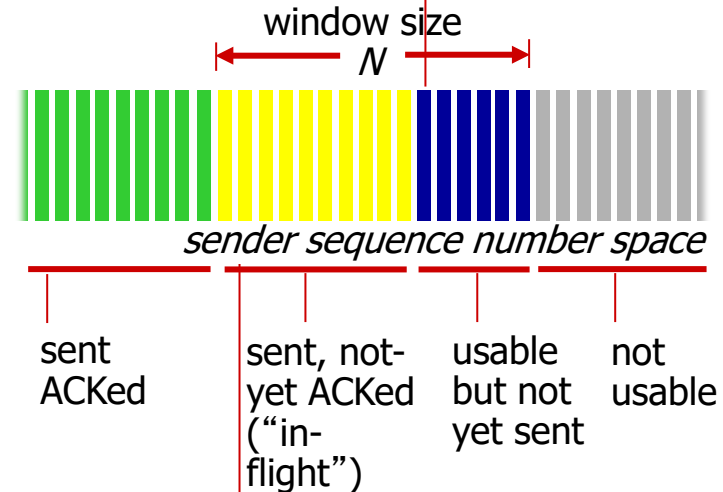 window size
N
sender sequence number space
sent
ACKed
sent, not-
yet ACKed
(“in-
flight”)
usable
but not
yet sent
not
usable